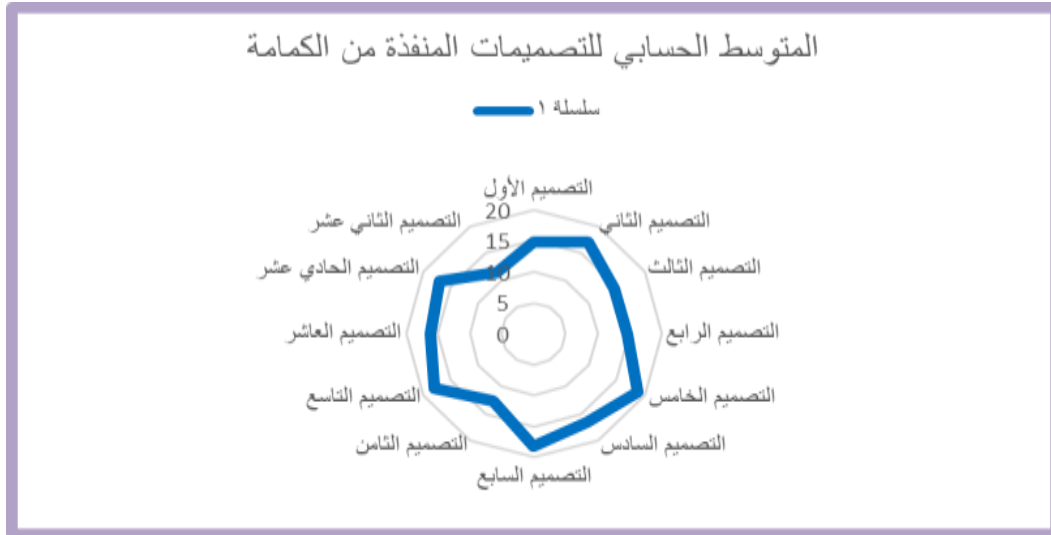 المتوسط الحسابي للتصميمات المنفذة من الكمامة
سلسلة ١
التصميم الأول
التصميم الثاني
التصميم الثالث
التصميم الرابع
التصميم الخامس
التصميم السادس
التصميم السابع
التصميم الثامن
التصميم التاسع
التصميم العاشر
التصميم الحادي عشر
التصميم الثاني عشر
20
15
10
5
0